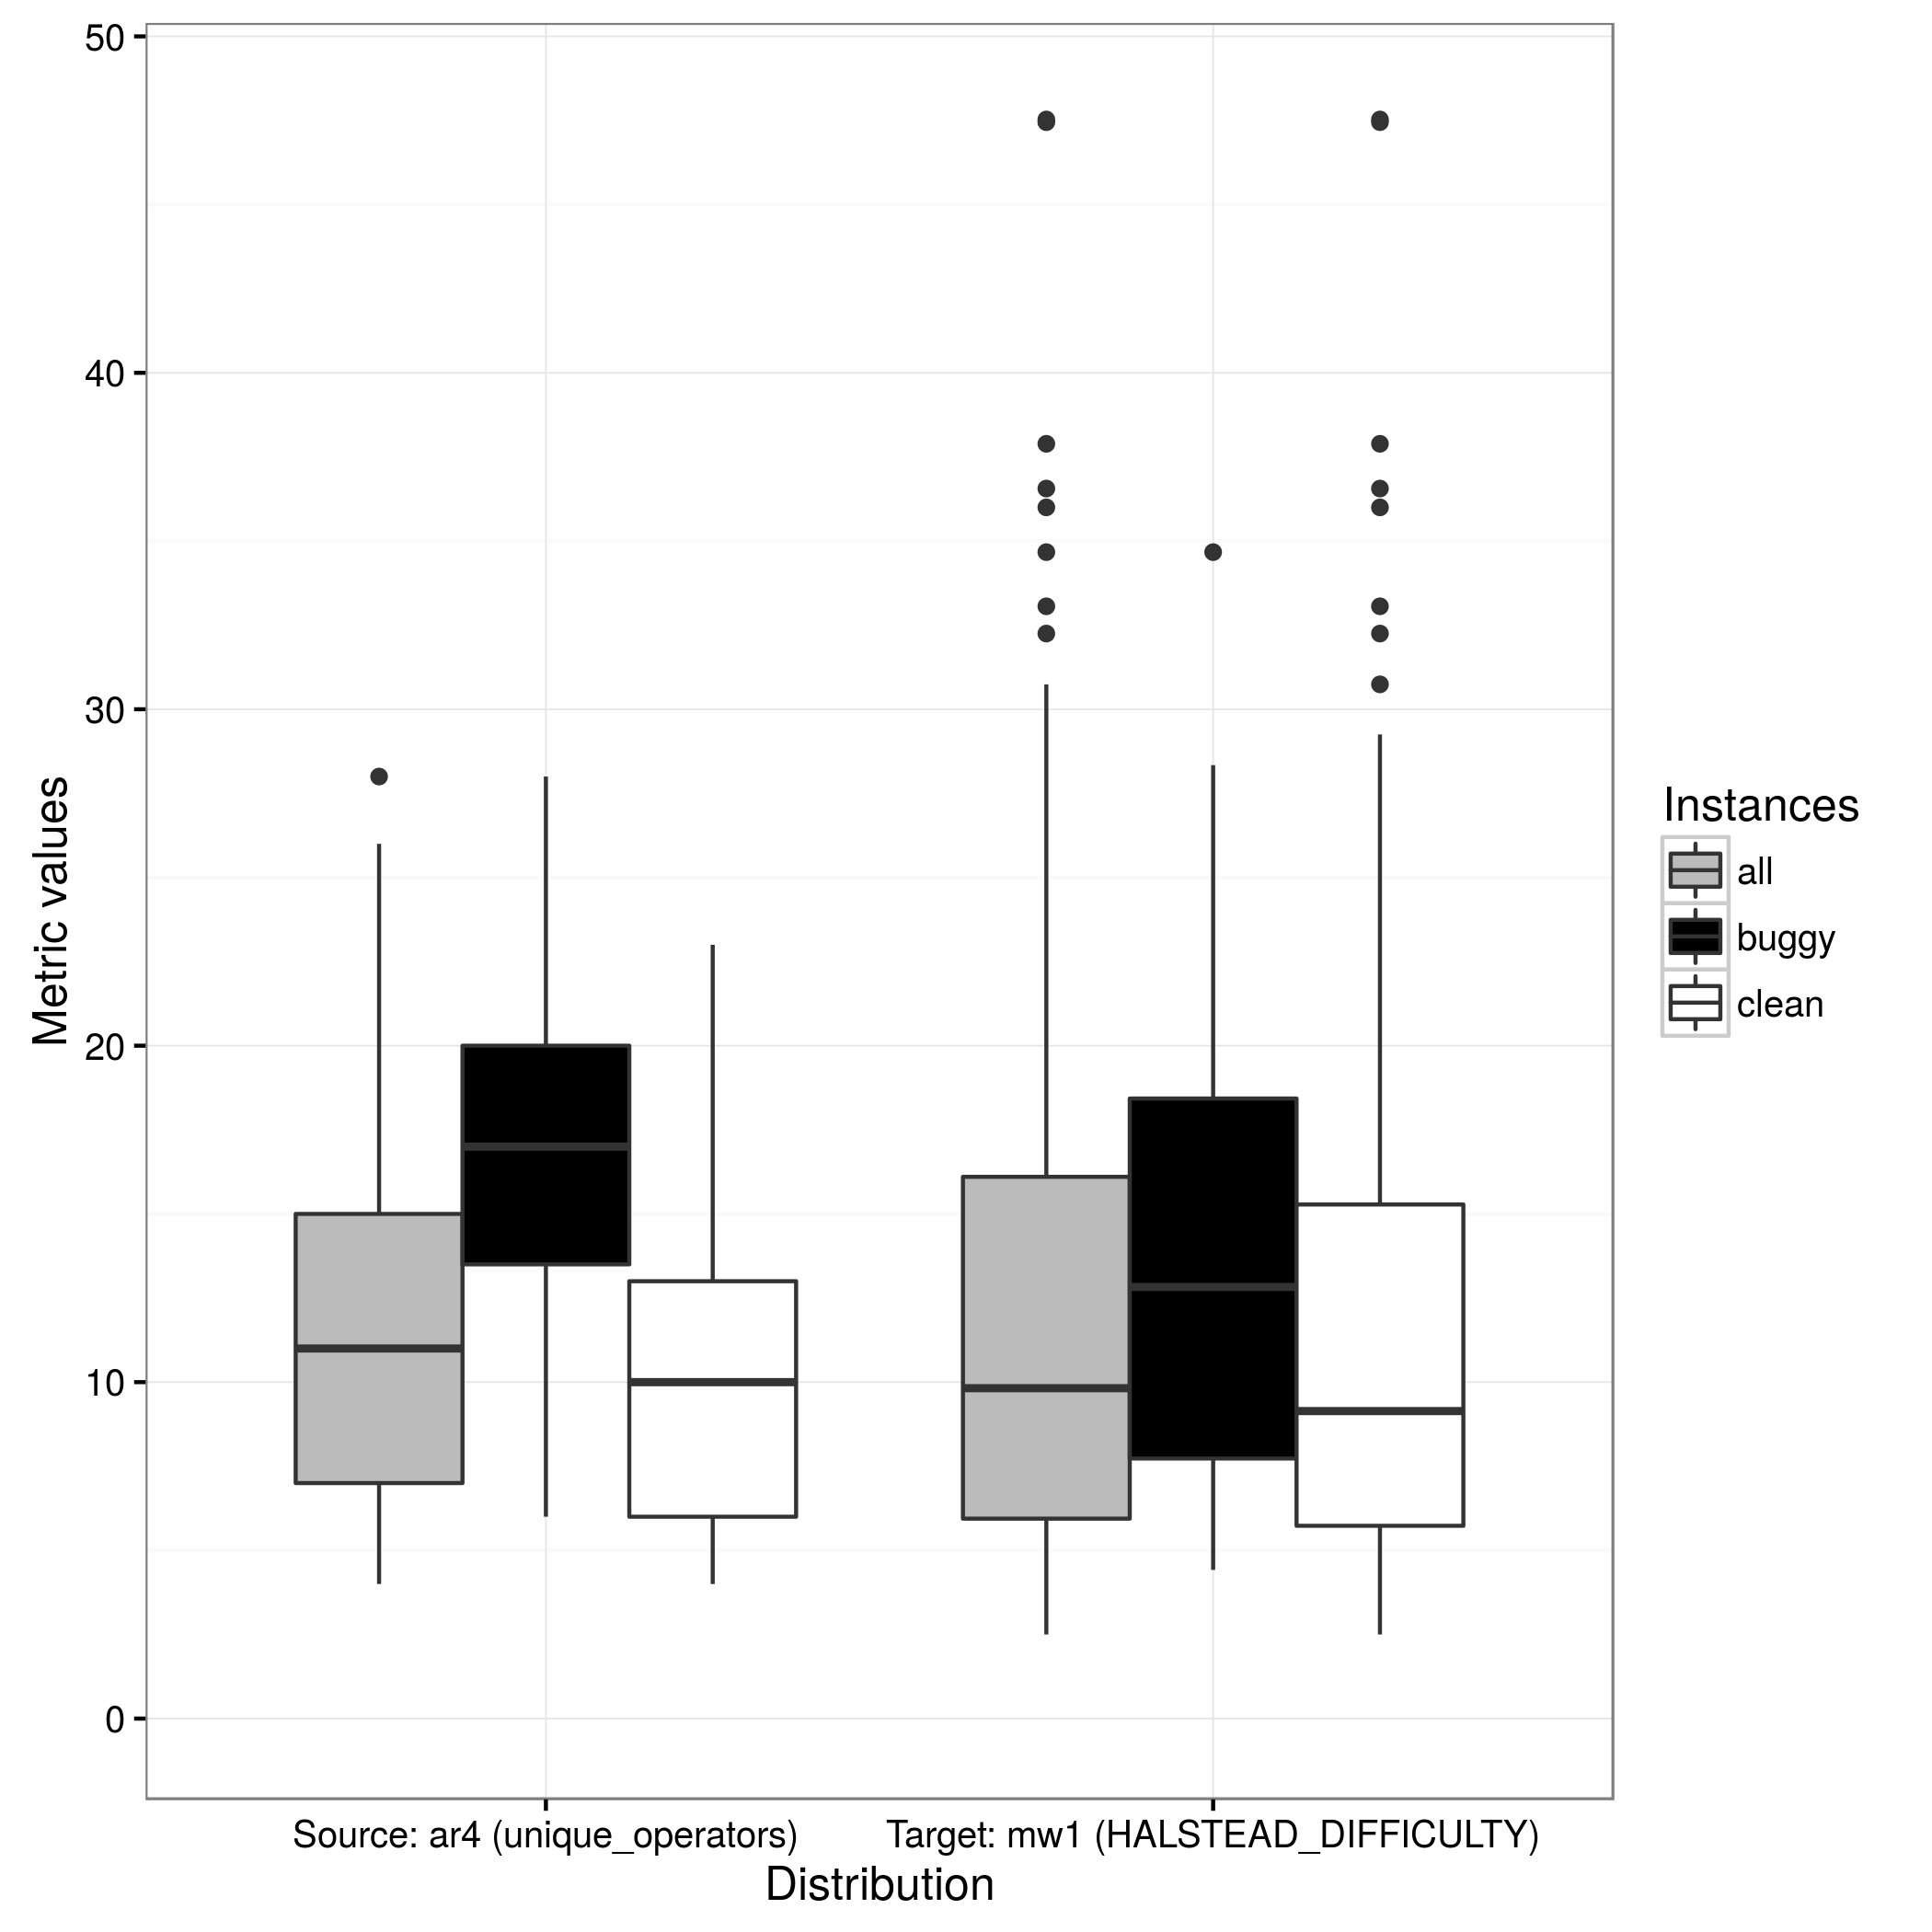 50
40
30
20
10
0
Metric values
Source: ar4 (unique_operators)
Target: mw1 (HALSTEAD_DIFFICULTY)
Distribution
Instances
all
buggy
clean